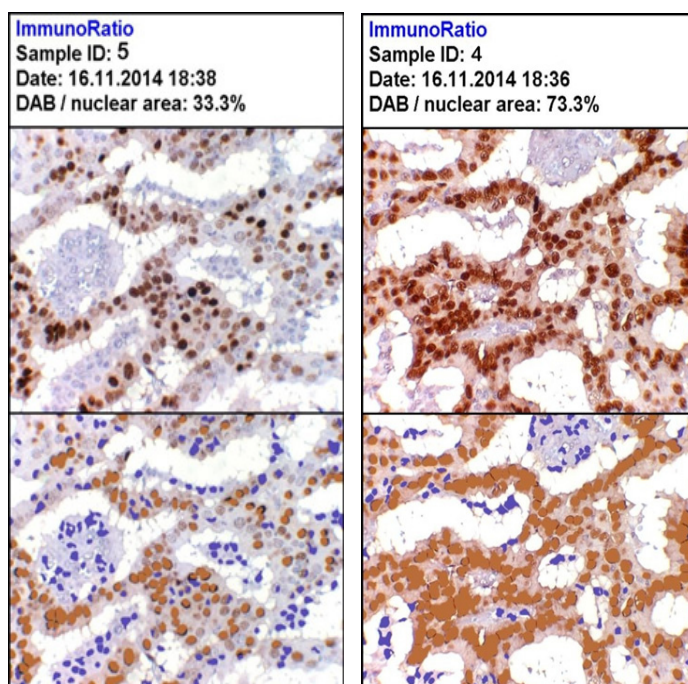 ImmunoRatio
Sample ID: 5
Date: 16.11.2014 18:38
DAB / nuclear area: 33.3%
ImmunoRatio
Sample ID: 4
Date: 16.11.2014 18:36
DAB / nuclear area: 73.3%